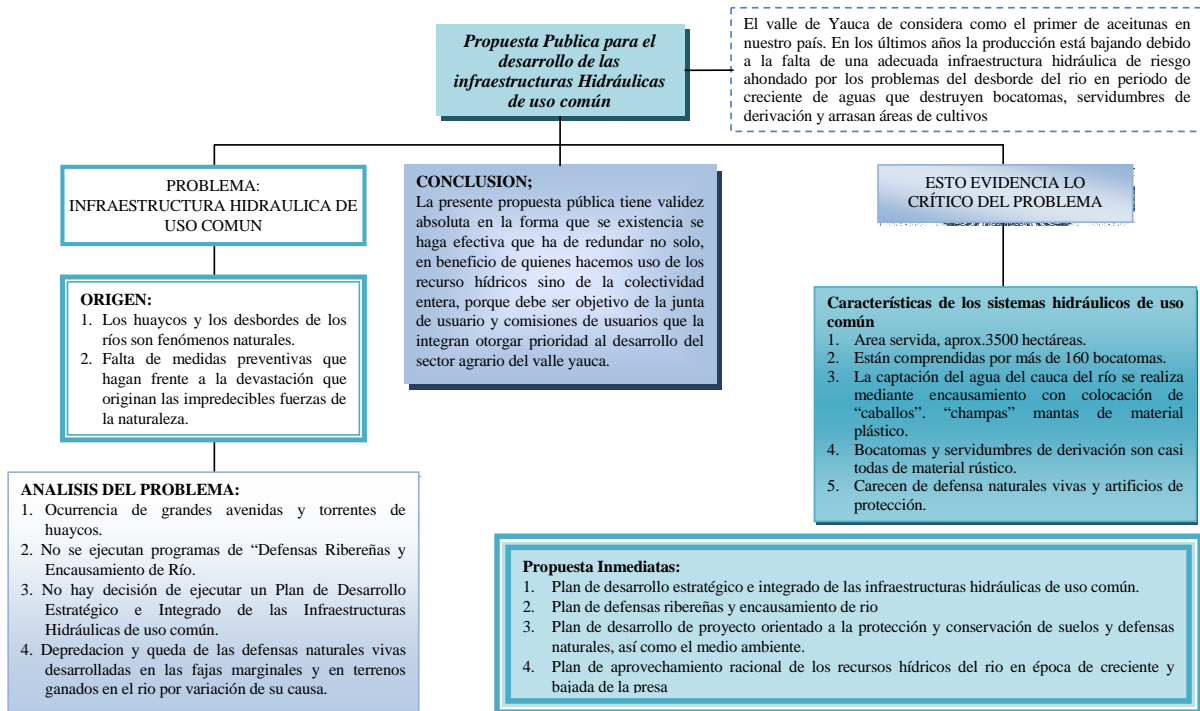 Propuesta Publica para el
desarrollo de las
infraestructuras Hidráulicas
de uso común
El valle de Yauca de considera como el primer de aceitunas en
nuestro país. En los últimos años la producción está bajando debido
a la falta de una adecuada infraestructura hidráulica de riesgo
ahondado por los problemas del desborde del rio en periodo de
creciente de aguas que destruyen bocatomas, servidumbres de
derivación y arrasan áreas de cultivos
PROBLEMA:
INFRAESTRUCTURA HIDRAULICA DE
USO COMUN
ORIGEN:
1. Los huaycos y los desbordes de los
ríos son fenómenos naturales.
2. Falta de medidas preventivas que
hagan frente a la devastación que
originan las impredecibles fuerzas de
la naturaleza.
ANALISIS DEL PROBLEMA:
1. Ocurrencia de grandes avenidas y torrentes de
huaycos.
2. No se ejecutan programas de “Defensas Ribereñas y
Encausamiento de Río.
3. No hay decisión de ejecutar un Plan de Desarrollo
Estratégico e Integrado de las Infraestructuras
Hidráulicas de uso común.
4. Depredacion y queda de las defensas naturales vivas
desarrolladas en las fajas marginales y en terrenos
ganados en el rio por variación de su causa.
CONCLUSION;
La presente propuesta pública tiene validez
absoluta en la forma que se existencia se
haga efectiva que ha de redundar no solo,
en beneficio de quienes hacemos uso de los
recurso hídricos sino de la colectividad
entera, porque debe ser objetivo de la junta
de usuario y comisiones de usuarios que la
integran otorgar prioridad al desarrollo del
sector agrario del valle yauca.
ESTO EVIDENCIA LO
CRÍTICO DEL PROBLEMA
Características de los sistemas hidráulicos de uso
común
1. Area servida, aprox.3500 hectáreas.
2. Están comprendidas por más de 160 bocatomas.
3. La captación del agua del cauca del río se realiza
mediante encausamiento con colocación de
“caballos”. “champas” mantas de material
plástico.
4. Bocatomas y servidumbres de derivación son casi
todas de material rústico.
5. Carecen de defensa naturales vivas y artificios de
protección.
Propuesta Inmediatas:
1. Plan de desarrollo estratégico e integrado de las infraestructuras hidráulicas de uso común.
2. Plan de defensas ribereñas y encausamiento de rio
3. Plan de desarrollo de proyecto orientado a la protección y conservación de suelos y defensas
naturales, así como el medio ambiente.
4. Plan de aprovechamiento racional de los recursos hídricos del rio en época de creciente y
bajada de la presa